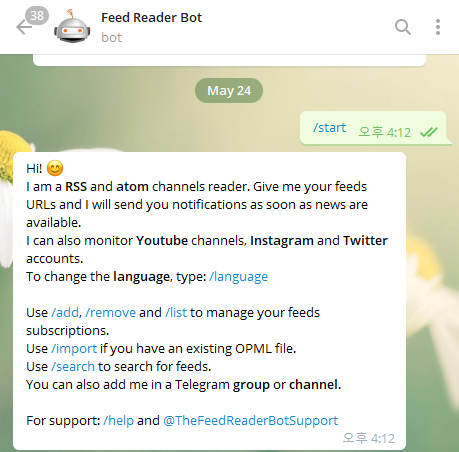 38
Feed Reader Bot
bot
May 24
/start 오후 4:12
Hi! 😊
I am a RSS and atom channels reader. Give me your feeds
URLs and I will send you notifications as soon as news are
available.
I can also monitor Youtube channels, Instagram and Twitter
accounts.
To change the language, type: /language
Use /add, /remove and /list to manage your feeds
subscriptions.
Use /import if you have an existing OPML file.
Use /search to search for feeds.
You can also add me in a Telegram group or channel.
For support: /help and @TheFeedReaderBotSupport
오후 4:12